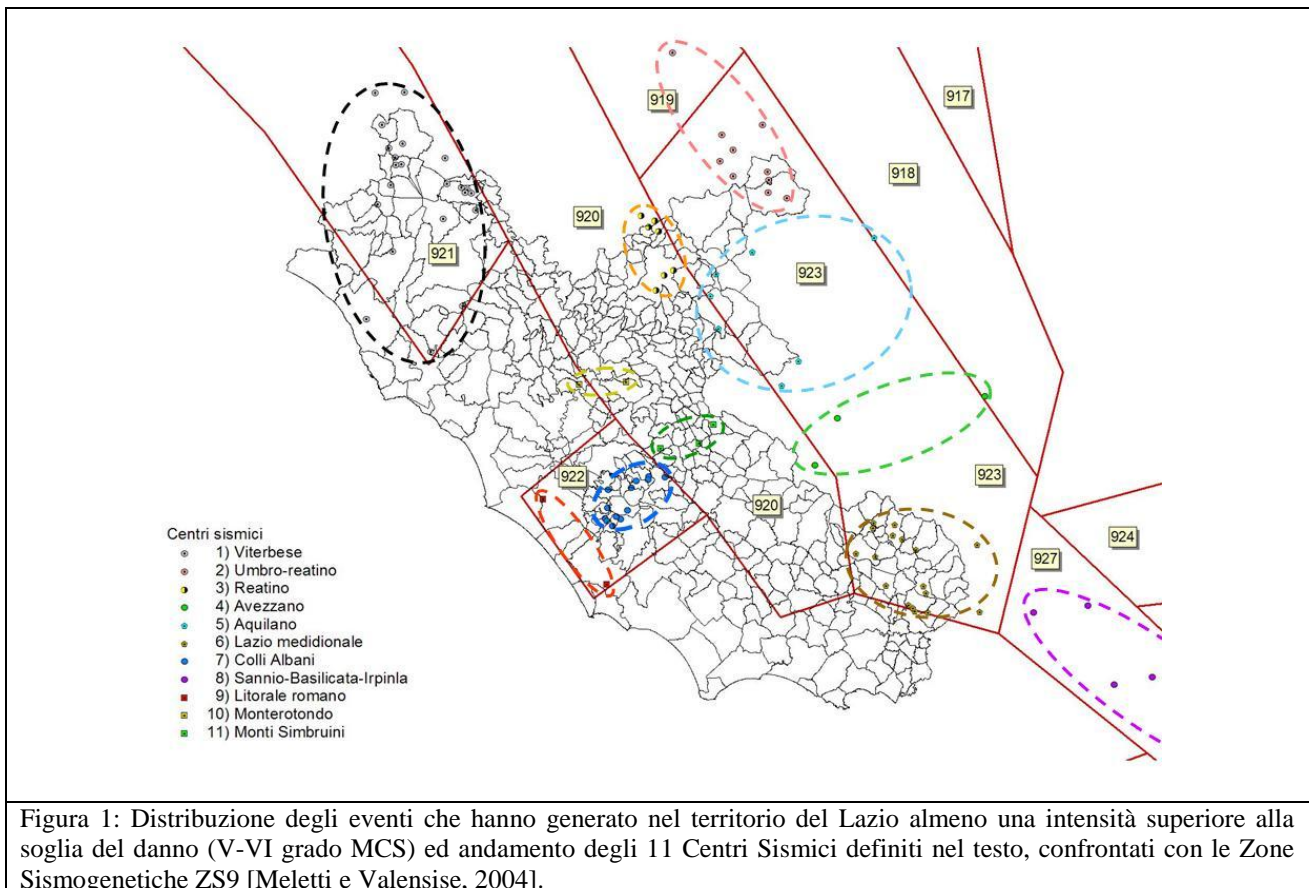 919
917
918
920
921
923
922
920
923
924
927
Centri sismici
1) Viterbese
2) Umbro-reatino
3) Reatino
4) Avezzano
5) Aquilano
6) Lazio medidionale
7) Colli Albani
8) Sannio-Basilicata-Irpinla
9) Litorale romano
10) Monterotondo
11) Monti Simbruini
Figura 1: Distribuzione degli eventi che hanno generato nel territorio del Lazio almeno una intensità superiore alla
soglia del danno (V-VI grado MCS) ed andamento degli 11 Centri Sismici definiti nel testo, confrontati con le Zone
Sismogenetiche ZS9 [Meletti e Valensise, 2004].